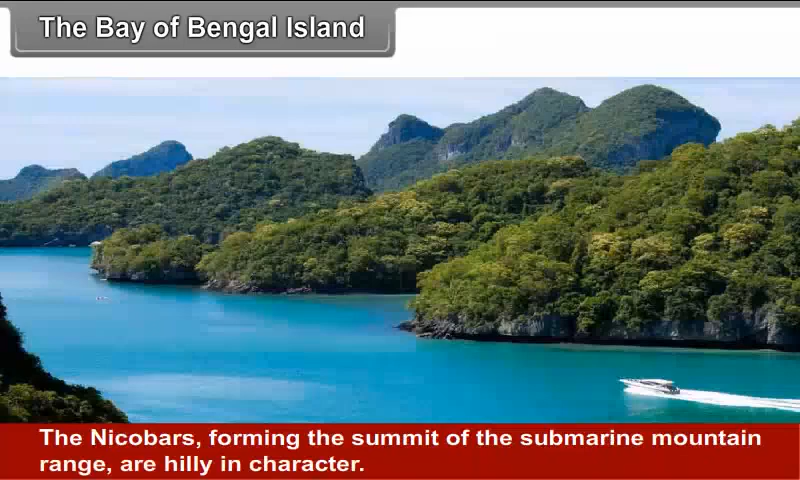 The Bay of Bengal Island
The Nicobars, forming the summit of the submarine mountain
range, are hilly in character.